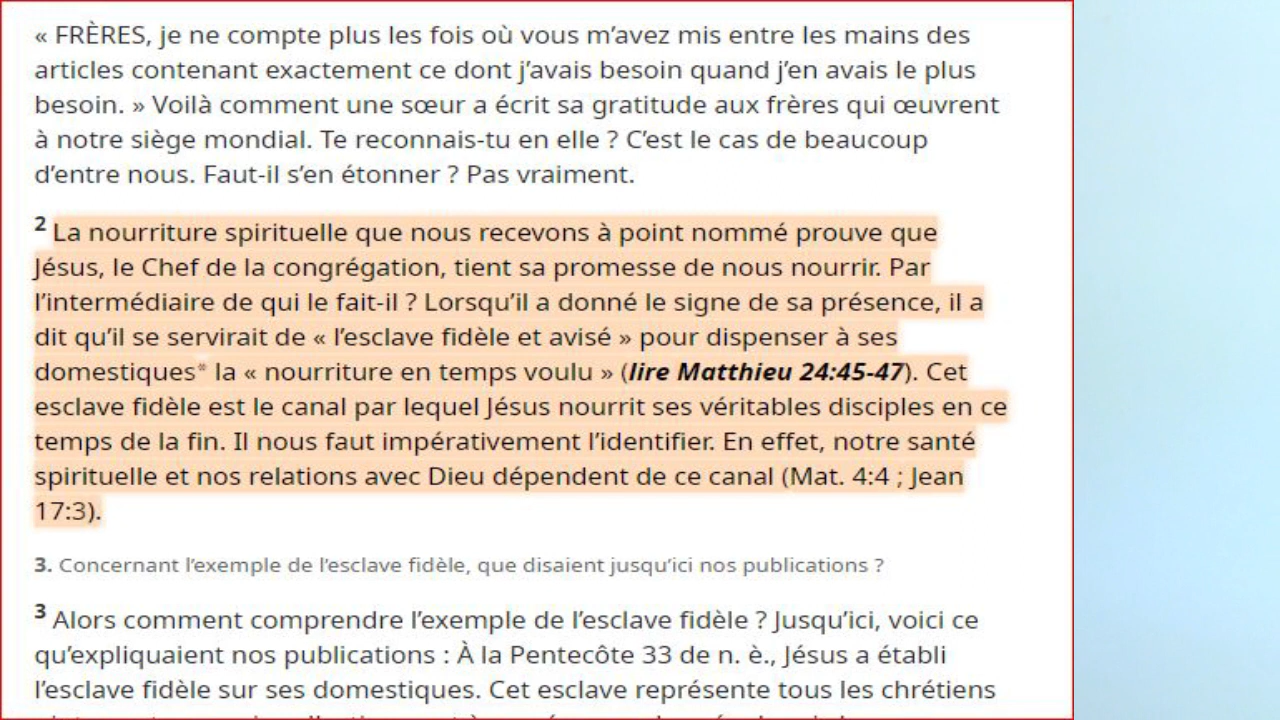 « FRÈRES, je ne compte plus les fois où vous m’avez mis entre les mains des
articles contenant exactement ce dont j’avais besoin quand j’en avais le plus
besoin. » Voilà comment une sœur a écrit sa gratitude aux frères qui œuvrent
à notre siège mondial. Te reconnais-tu en elle ? C’est le cas de beaucoup
d’entre nous. Faut-il s’en étonner ? Pas vraiment.
2 La nourriture spirituelle que nous recevons à point nommé prouve que
Jésus, le Chef de la congrégation, tient sa promesse de nous nourrir. Par
l’intermédiaire de qui le fait-il ? Lorsqu’il a donné le signe de sa présence, il a
dit qu’il se servirait de « l’esclave fidèle et avisé » pour dispenser à ses
domestiques* la « nourriture en temps voulu » (lire Matthieu 24:45-47). Cet
esclave fidèle est le canal par lequel Jésus nourrit ses véritables disciples en ce
temps de la fin. Il nous faut impérativement l’identifier. En effet, notre santé
spirituelle et nos relations avec Dieu dépendent de ce canal (Mat. 4:4 ; Jean
17:3).
3. Concernant l’exemple de l’esclave fidèle, que disaient jusqu’ici nos publications ?
3 Alors comment comprendre l’exemple de l’esclave fidèle ? Jusqu’ici, voici ce
qu’expliquaient nos publications : À la Pentecôte 33 de n. è., Jésus a établi
l’esclave fidèle sur ses domestiques. Cet esclave représente tous les chrétiens